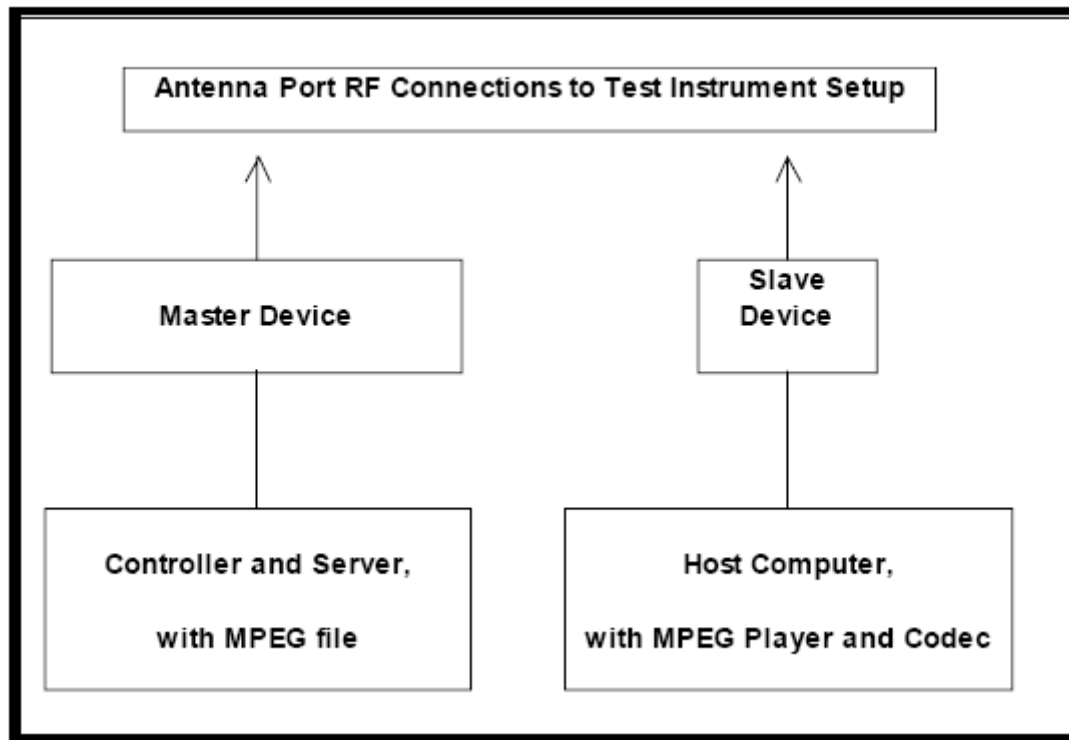 Antenna Port RF Connections to Test Instrument Setup
Master Device
Slave
Device
Controller and Server,
with MPEG file
Host Computer,
with MPEG Player and Codec